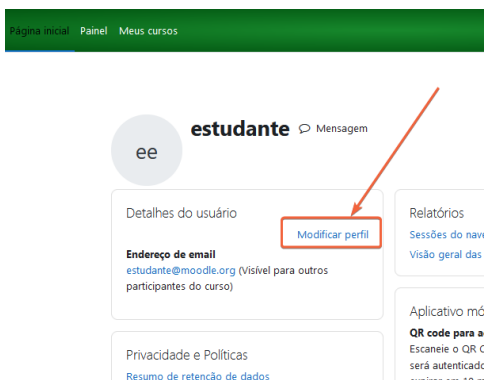 Página inicial Painel Meus cursos
estudante Mensagem
ee
Detalhes do usuário
Modificar perfil
Endereço de email
estudante@moodle.org (Visível para outros
participantes do curso)
Privacidade e Políticas
Resumo de retenção de dados
Relatórios
Sessões do nave
Visão geral das
Aplicativo mó
QR code para a
Escaneie o QR C
será autenticado